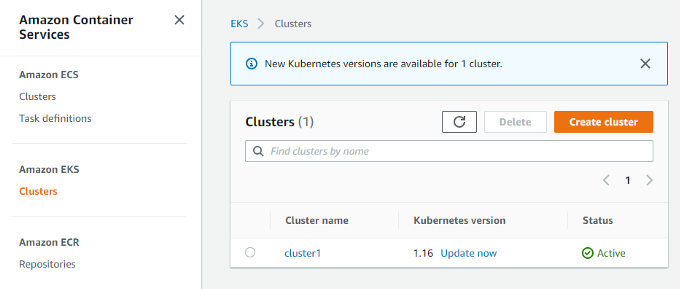 Amazon Container
Services
Amazon ECS
Clusters
Task definitions
Amazon EKS
Clusters
Amazon ECR
Repositories
EKS > Clusters
New Kubernetes versions are available for 1 cluster.
Clusters (1)
Delete
Create cluster
Find clusters by name
1
Cluster name Kubernetes version Status
cluster1 1.16 Update now Active